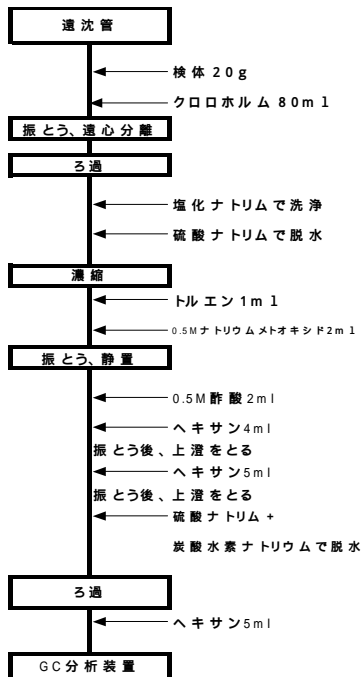 遠沈管
検体20g
クロロホルム 80ml
振とう、遠心分離
ろ過
塩化ナトリムで洗浄
硫酸ナトリムで脱水
濃縮
トルエン1ml
0.5Mナトリウムメトオキシド2ml
振とう、静置
0.5M酢酸2ml
ヘキサン4ml
振とう後、上澄をとる
ヘキサン5ml
振とう後、上澄をとる
硫酸ナトリム +
炭酸水素ナトリウムで脱水
ろ過
ヘキサン5ml
GC分析装置